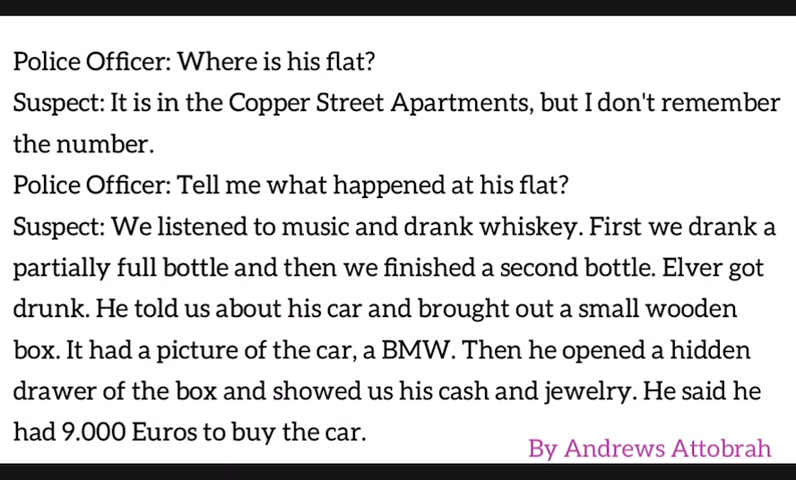 Police Officer: Where is his flat?
Suspect: It is in the Copper Street Apartments, but I don't remember
the number.
Police Officer: Tell me what happened at his flat?
Suspect: We listened to music and drank whiskey. First we drank a
partially full bottle and then we finished a second bottle. Elver got
drunk. He told us about his car and brought out a small wooden
box. It had a picture of the car, a BMW. Then he opened a hidden
drawer of the box and showed us his cash and jewelry. He said he
had 9.000 Euros to buy the car.
By Andrews Attobrah